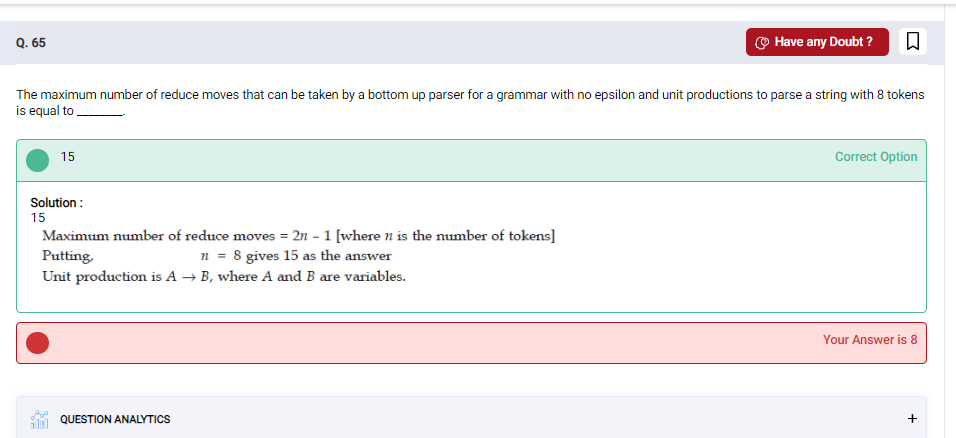 Q. 65
Have any Doubt ?
The maximum number of reduce moves that can be taken by a bottom up parser for a grammar with no epsilon and unit productions to parse a string with 8 tokens
is equal to ________.
15
Correct Option
Solution :
15
Maximum number of reduce moves = 2n – 1 [where n is the number of tokens]
Putting, n = 8 gives 15 as the answer
Unit production is A → B, where A and B are variables.
Your Answer is 8
QUESTION ANALYTICS
+